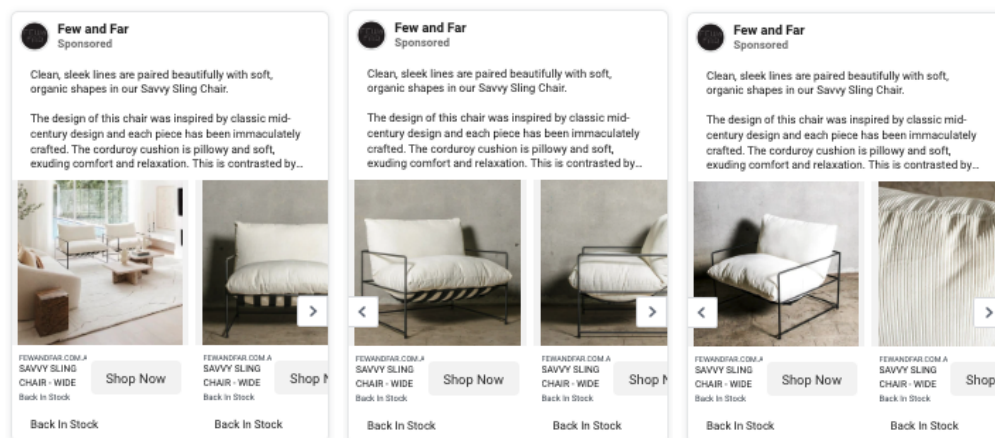 Few and Far
Sponsored
Clean, sleek lines are paired beautifully with soft,
organic shapes in our Savvy Sling Chair.
The design of this chair was inspired by classic mid-
century design and each piece has been immaculately
crafted. The corduroy cushion is pillowy and soft,
exuding comfort and relaxation. This is contrasted by...
FEWANDFAR.COM.A
SAVVY SLING
CHAIR - WIDE
Back In Stock
Shop Now
Back In Stock
FEWANDFAR.COM.A
SAVVY SLING
CHAIR - WIDE
Back In Stock
Shop N
Back In Stock
Few and Far
Sponsored
Clean, sleek lines are paired beautifully with soft,
organic shapes in our Savvy Sling Chair.
The design of this chair was inspired by classic mid-
century design and each piece has been immaculately
crafted. The corduroy cushion is pillowy and soft,
exuding comfort and relaxation. This is contrasted by...
FEWANDFAR.COM.A
SAVVY SLING
CHAIR - WIDE
Back In Stock
Shop Now
Back In Stock
FEWANDFAR.COM.A
SAVVY SLING
CHAIR - WIDE
Back In Stock
Shop N
Back In Stock
Few and Far
Sponsored
Clean, sleek lines are paired beautifully with soft,
organic shapes in our Savvy Sling Chair.
The design of this chair was inspired by classic mid-
century design and each piece has been immaculately
crafted. The corduroy cushion is pillowy and soft,
exuding comfort and relaxation. This is contrasted by...
FEWANDFAR.COM.A
SAVVY SLING
CHAIR - WIDE
Back In Stock
Shop Now
Back In Stock
FEWANDFAR.COM.A
SAVVY SLING
CHAIR - WIDE
Back In Stock
Shop
Back In Stock